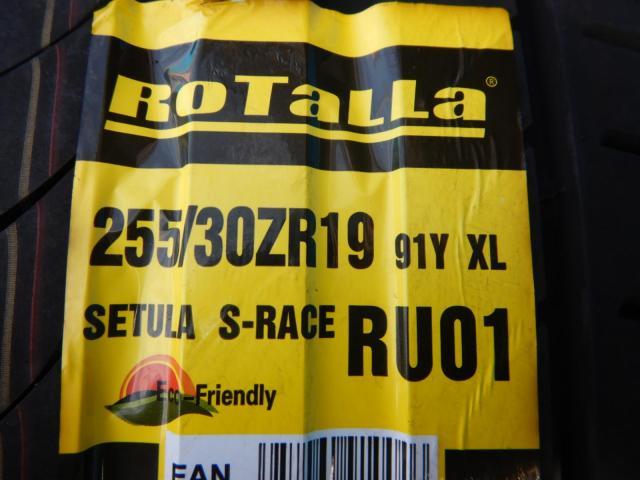 RoTaLLa®
255/30ZR19 91Y XL
SETULA S-RACE RU01
Eco-Friendly
EAN